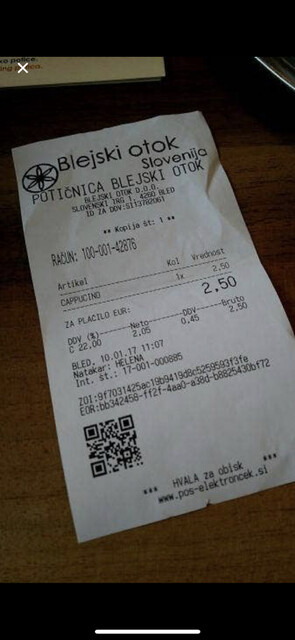 Blejski otok
Slovenija
POTIČNICA BLEJSKI OTOK
BLEJSKI OTOK D.O.O.
SLOVENSKI TRG 1, 4260 BLED
ID ZA DDV:SI13702061
** Kopija št: 1 **
RAČUN: 100-001-42876
Artikel Kol Vrednost
CAPPUCINO 1x 2,50
ZA PLAČILO EUR: 2,50
DDV (%) Neto DDV Bruto
C 22,00 2,05 0,45 2,50
BLED, 10.01.17 11:07
Natakar: HELENA
Int. št.: 17-001-000885
ZOI:9f7031425ac19b9419d8c5259593f3fe
EOR:bb342458-ff2f-4aa0-a38d-b8825430bf72
*** HVALA za obisk ***
www.pos-elektroncek.si